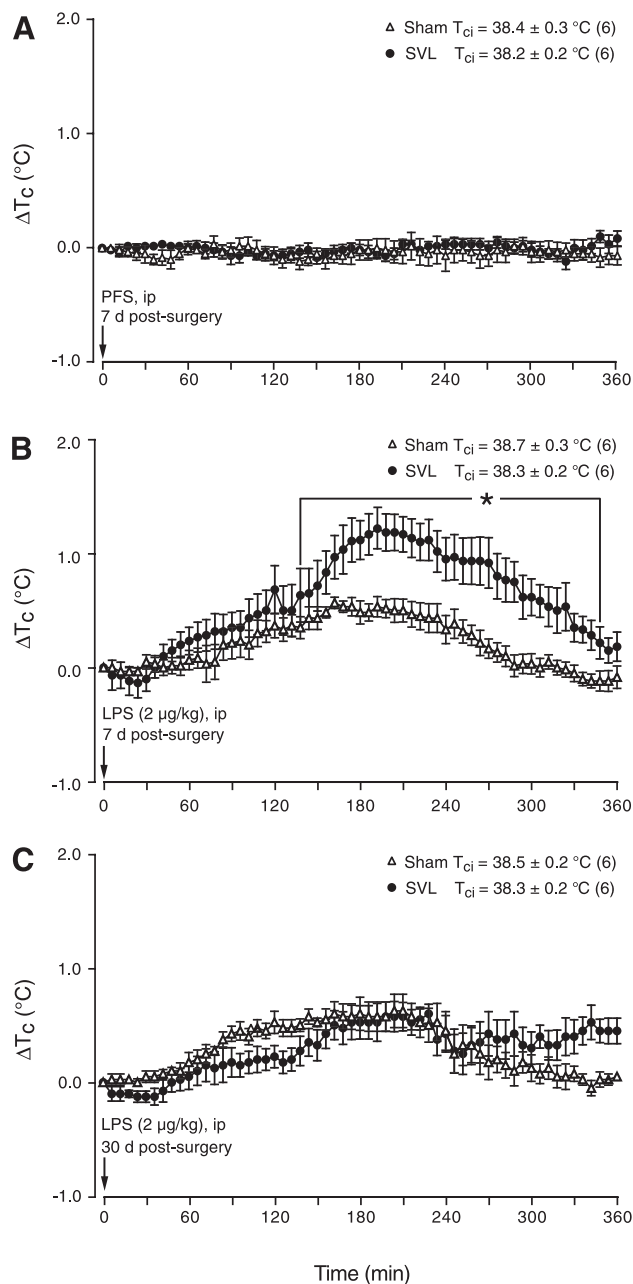 A
Sham Tci = 38.4 ± 0.3 °C (6)
SVL Tci = 38.2 ± 0.2 °C (6)
2.0
1.0
0.0
-1.0
ΔTc (°C)
PFS, ip
7 d post-surgery
0 60 120 180 240 300 360
B
Sham Tci = 38.7 ± 0.3 °C (6)
SVL Tci = 38.3 ± 0.2 °C (6)
*
2.0
1.0
0.0
-1.0
ΔTc (°C)
LPS (2 µg/kg), ip
7 d post-surgery
0 60 120 180 240 300 360
C
Sham Tci = 38.5 ± 0.2 °C (6)
SVL Tci = 38.3 ± 0.2 °C (6)
2.0
1.0
0.0
-1.0
ΔTc (°C)
LPS (2 µg/kg), ip
30 d post-surgery
0 60 120 180 240 300 360
Time (min)